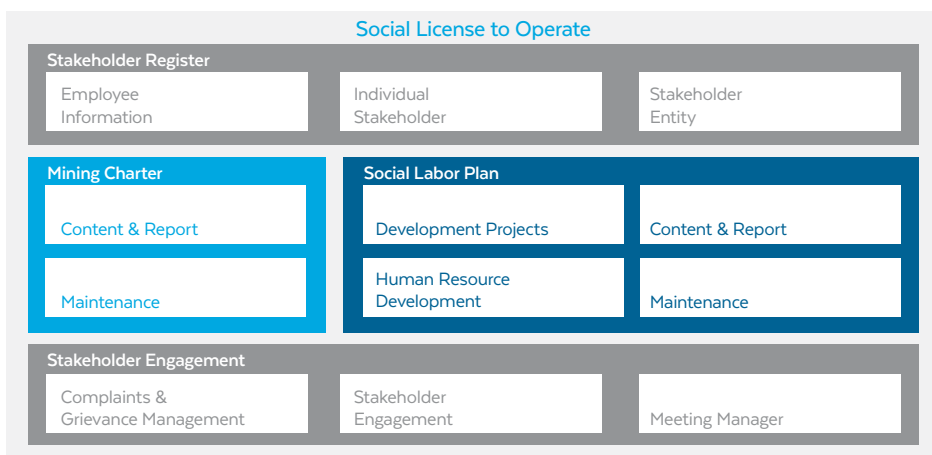 Social License to Operate
Stakeholder Register
Employee
Information
Individual
Stakeholder
Stakeholder
Entity
Mining Charter
Content & Report
Maintenance
Social Labor Plan
Development Projects
Content & Report
Human Resource
Development
Maintenance
Stakeholder Engagement
Complaints &
Grievance Management
Stakeholder
Engagement
Meeting Manager